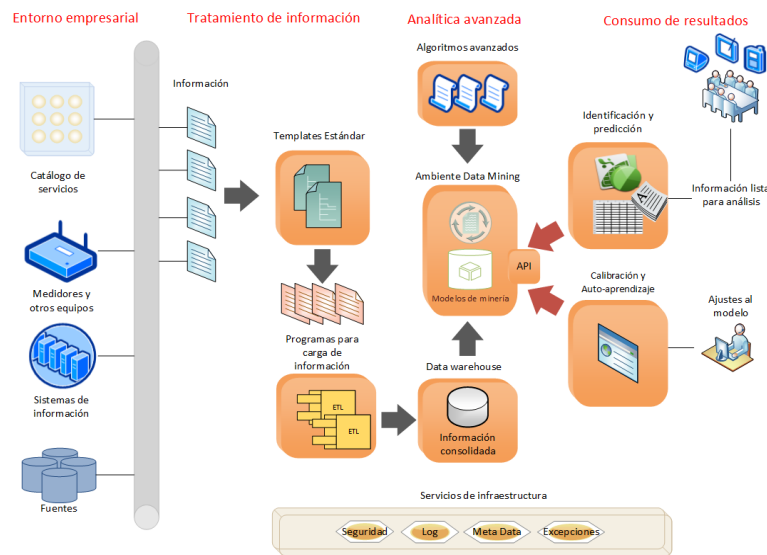 Entorno empresarial
Tratamiento de información
Analítica avanzada
Consumo de resultados
Catálogo de
servicios
Medidores y
otros equipos
Sistemas de
información
Fuentes
Información
Templates Estándar
Programas para
carga de
información
ETL
ETL
Algoritmos avanzados
Ambiente Data Mining
Modelos de minería
API
Data warehouse
Información
consolidada
Identificación y
predicción
A
Información lista
para análisis
Calibración y
Auto-aprendizaje
Ajustes al
modelo
Servicios de infraestructura
Seguridad
Log
Meta Data
Excepciones